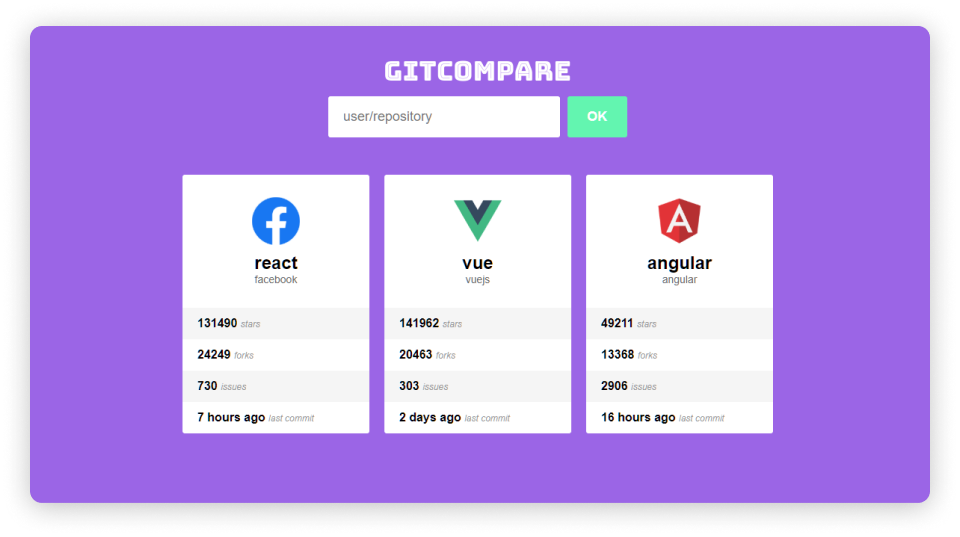 GITCOMPARE
user/repository
OK
react
facebook
131490 stars
24249 forks
730 issues
7 hours ago last commit
vue
vuejs
141962 stars
20463 forks
303 issues
2 days ago last commit
A
angular
angular
49211 stars
13368 forks
2906 issues
16 hours ago last commit